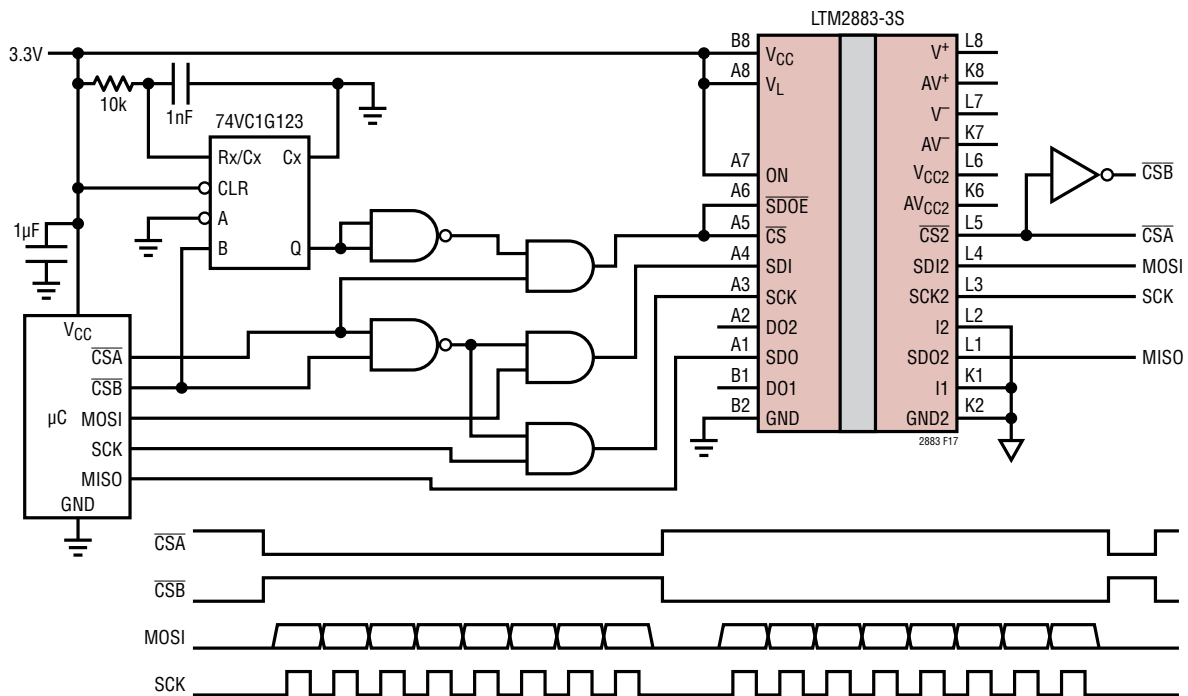 LTM2883-3S
3.3V
10k
1nF
74VC1G123
Rx/Cx
Cx
CLR
A
B
Q
1µF
VCC
CSA
CSB
µC
MOSI
SCK
MISO
GND
B8
VCC
A8
VL
A7
ON
A6
SDOE
A5
CS
A4
SDI
A3
SCK
A2
DO2
A1
SDO
B1
DO1
B2
GND
V+
L8
AV+
K8
V−
L7
AV−
K7
VCC2
L6
AVCC2
K6
CS2
L5
SDI2
L4
SCK2
L3
I2
L2
SDO2
L1
I1
K1
GND2
K2
2883 F17
CSB
CSA
MOSI
SCK
MISO
CSA
CSB
MOSI
SCK